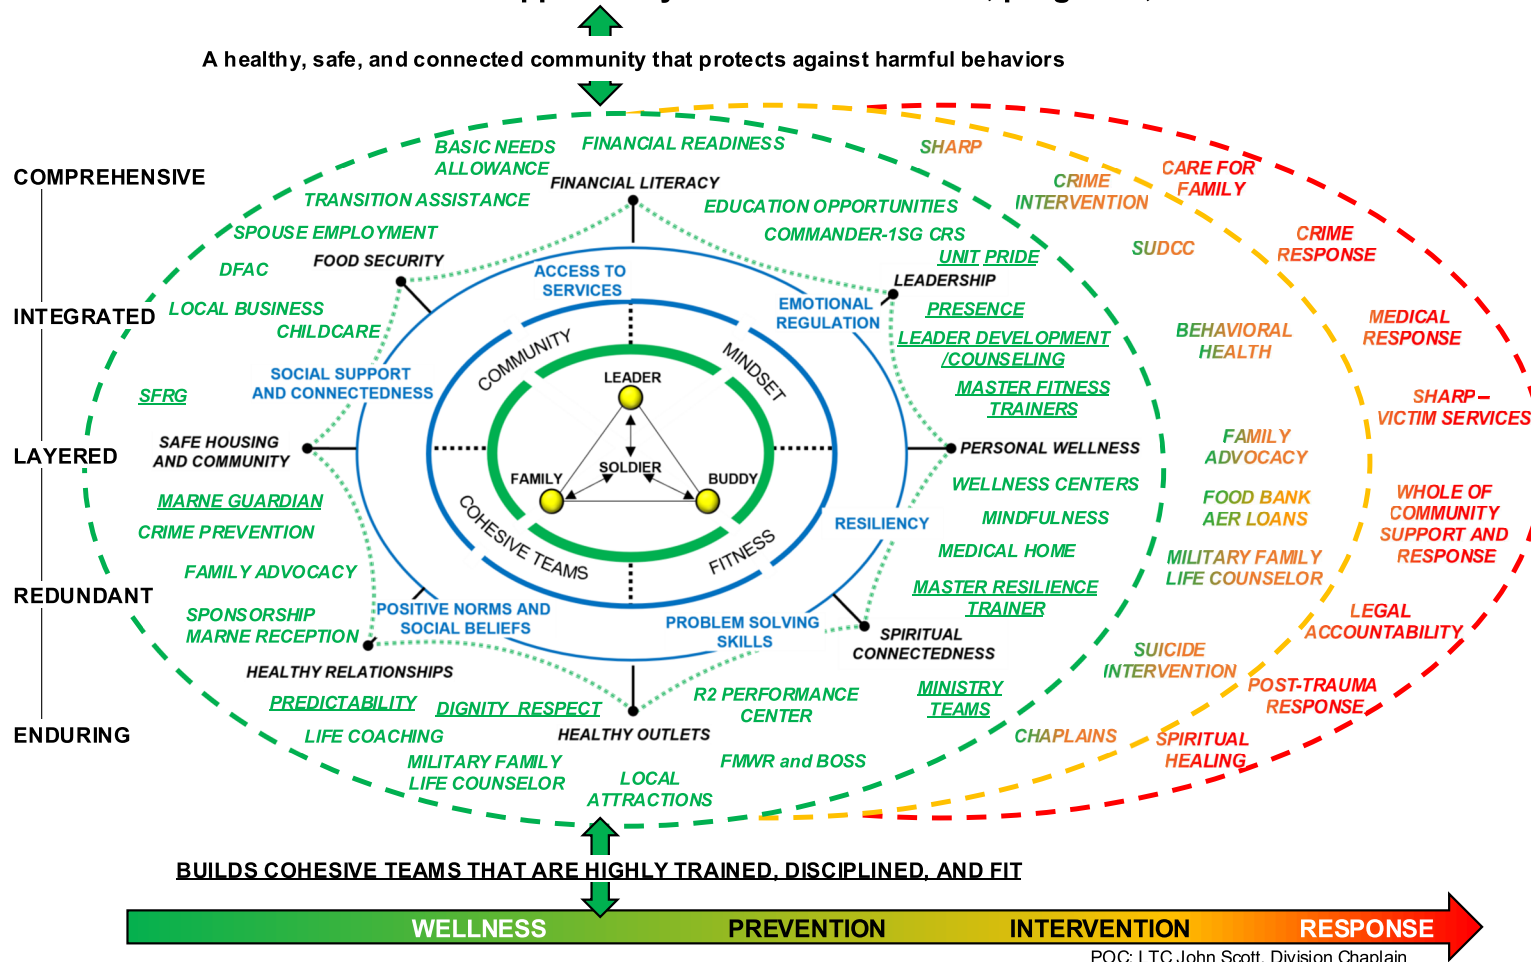 A healthy, safe, and connected community that protects against harmful behaviors
COMPREHENSIVE
INTEGRATED
LAYERED
REDUNDANT
ENDURING
BASIC NEEDS
ALLOWANCE
FINANCIAL READINESS
FINANCIAL LITERACY
TRANSITION ASSISTANCE
EDUCATION OPPORTUNITIES
SPOUSE EMPLOYMENT
COMMANDER-1SG CRS
FOOD SECURITY
UNIT PRIDE
DFAC
LEADERSHIP
LOCAL BUSINESS
CHILDCARE
PRESENCE
LEADER DEVELOPMENT
/COUNSELING
MASTER FITNESS
TRAINERS
SFRG
SAFE HOUSING
AND COMMUNITY
PERSONAL WELLNESS
MARNE GUARDIAN
CRIME PREVENTION
WELLNESS CENTERS
MINDFULNESS
MEDICAL HOME
FAMILY ADVOCACY
MASTER RESILIENCE
TRAINER
SPONSORSHIP
MARNE RECEPTION
SPIRITUAL
CONNECTEDNESS
HEALTHY RELATIONSHIPS
PREDICTABILITY
DIGNITY RESPECT
R2 PERFORMANCE
CENTER
MINISTRY
TEAMS
HEALTHY OUTLETS
LIFE COACHING
MILITARY FAMILY
LIFE COUNSELOR
LOCAL
ATTRACTIONS
FMWR and BOSS
ACCESS TO
SERVICES
EMOTIONAL
REGULATION
SOCIAL SUPPORT
AND CONNECTEDNESS
RESILIENCY
POSITIVE NORMS AND
SOCIAL BELIEFS
PROBLEM SOLVING
SKILLS
COMMUNITY
MINDSET
COHESIVE TEAMS
FITNESS
LEADER
SOLDIER
FAMILY
BUDDY
SHARP
CRIME
INTERVENTION
SUDCC
BEHAVIORAL
HEALTH
FAMILY
ADVOCACY
FOOD BANK
AER LOANS
MILITARY FAMILY
LIFE COUNSELOR
SUICIDE
INTERVENTION
CHAPLAINS
CARE FOR
FAMILY
CRIME
RESPONSE
MEDICAL
RESPONSE
SHARP–
VICTIM SERVICES
WHOLE OF
COMMUNITY
SUPPORT AND
RESPONSE
LEGAL
ACCOUNTABILITY
POST-TRAUMA
RESPONSE
SPIRITUAL
HEALING
BUILDS COHESIVE TEAMS THAT ARE HIGHLY TRAINED, DISCIPLINED, AND FIT
WELLNESS PREVENTION INTERVENTION RESPONSE
POC: LTC John Scott, Division Chaplain